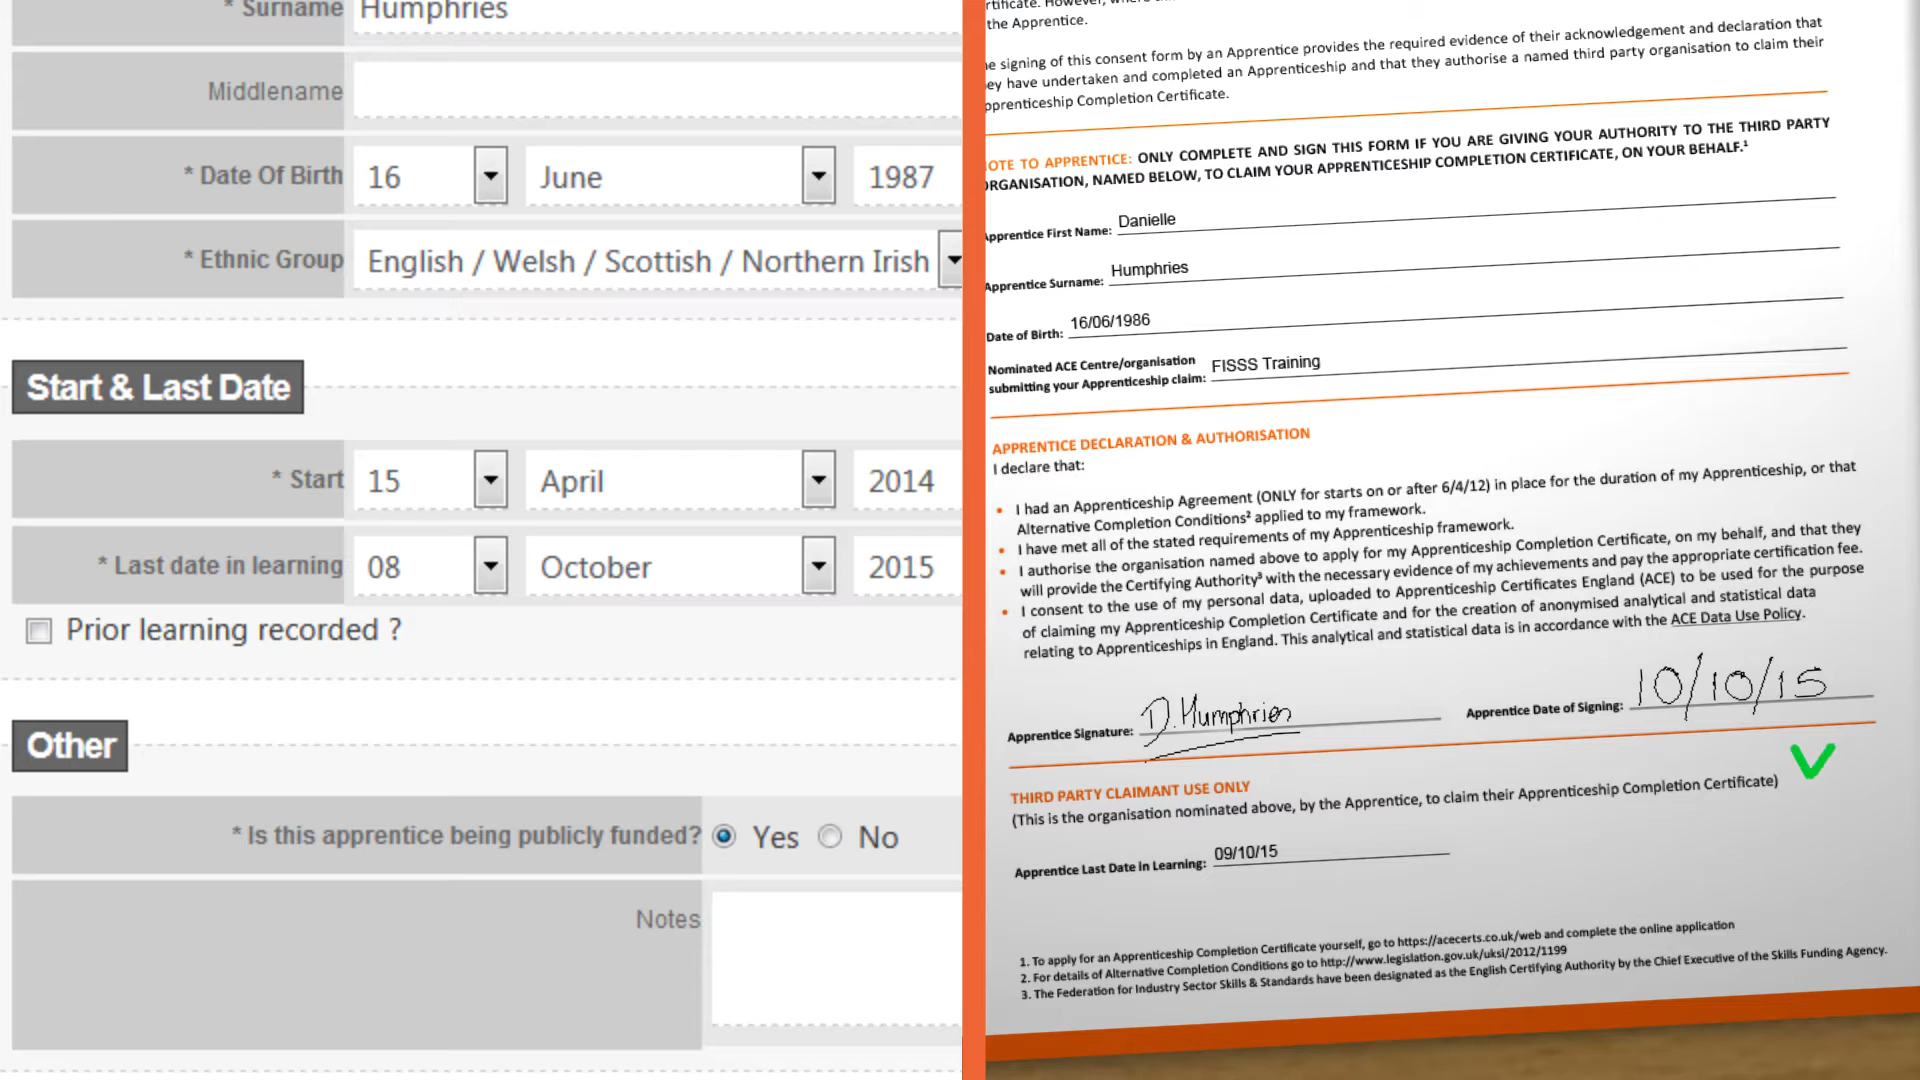 * Surname Humphries
Middlename
* Date Of Birth 16 June 1987
* Ethnic Group English / Welsh / Scottish / Northern Irish
Start & Last Date
* Start 15 April 2014
* Last date in learning 08 October 2015
Prior learning recorded ?
Other
* Is this apprentice being publicly funded? Yes No
Notes
the Apprentice.
signing of this consent form by an Apprentice provides the required evidence of their acknowledgement and declaration that
have undertaken and completed an Apprenticeship and that they authorise a named third party organisation to claim their
pprenticeship Completion Certificate.
OTE TO APPRENTICE: ONLY COMPLETE AND SIGN THIS FORM IF YOU ARE GIVING YOUR AUTHORITY TO THE THIRD PARTY
RGANISATION, NAMED BELOW, TO CLAIM YOUR APPRENTICESHIP COMPLETION CERTIFICATE, ON YOUR BEHALF.¹
Apprentice First Name: Danielle
Apprentice Surname: Humphries
Date of Birth: 16/06/1986
Nominated ACE Centre/organisation
submitting your Apprenticeship claim: FISSS Training
APPRENTICE DECLARATION & AUTHORISATION
I declare that:
• I had an Apprenticeship Agreement (ONLY for starts on or after 6/4/12) in place for the duration of my Apprenticeship, or that
Alternative Completion Conditions² applied to my framework.
• I have met all of the stated requirements of my Apprenticeship framework.
• I authorise the organisation named above to apply for my Apprenticeship Completion Certificate, on my behalf, and that they
will provide the Certifying Authority³ with the necessary evidence of my achievements and pay the appropriate certification fee.
• I consent to the use of my personal data, uploaded to Apprenticeship Certificates England (ACE) to be used for the purpose
of claiming my Apprenticeship Completion Certificate and for the creation of anonymised analytical and statistical data
relating to Apprenticeships in England. This analytical and statistical data is in accordance with the ACE Data Use Policy.
Apprentice Signature: D. Humphries Apprentice Date of Signing: 10/10/15
THIRD PARTY CLAIMANT USE ONLY
(This is the organisation nominated above, by the Apprentice, to claim their Apprenticeship Completion Certificate)
Apprentice Last Date in Learning: 09/10/15
1. To apply for an Apprenticeship Completion Certificate yourself, go to https://acecerts.co.uk/web and complete the online application
2. For details of Alternative Completion Conditions go to http://www.legislation.gov.uk/uksi/2012/1199
3. The Federation for Industry Sector Skills & Standards have been designated as the English Certifying Authority by the Chief Executive of the Skills Funding Agency.